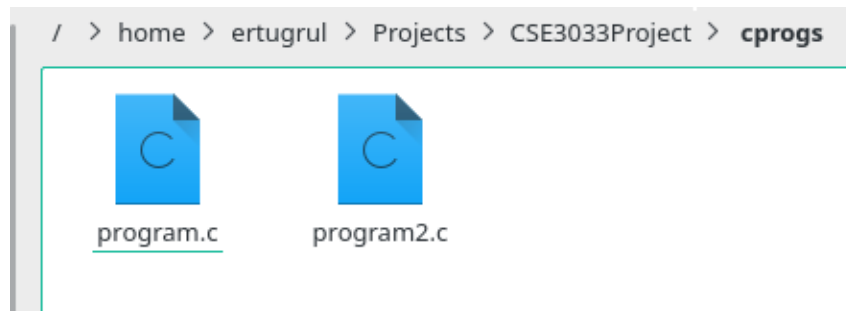 / > home > ertugrul > Projects > CSE3033Project > cprogs
C C
program.c program2.c